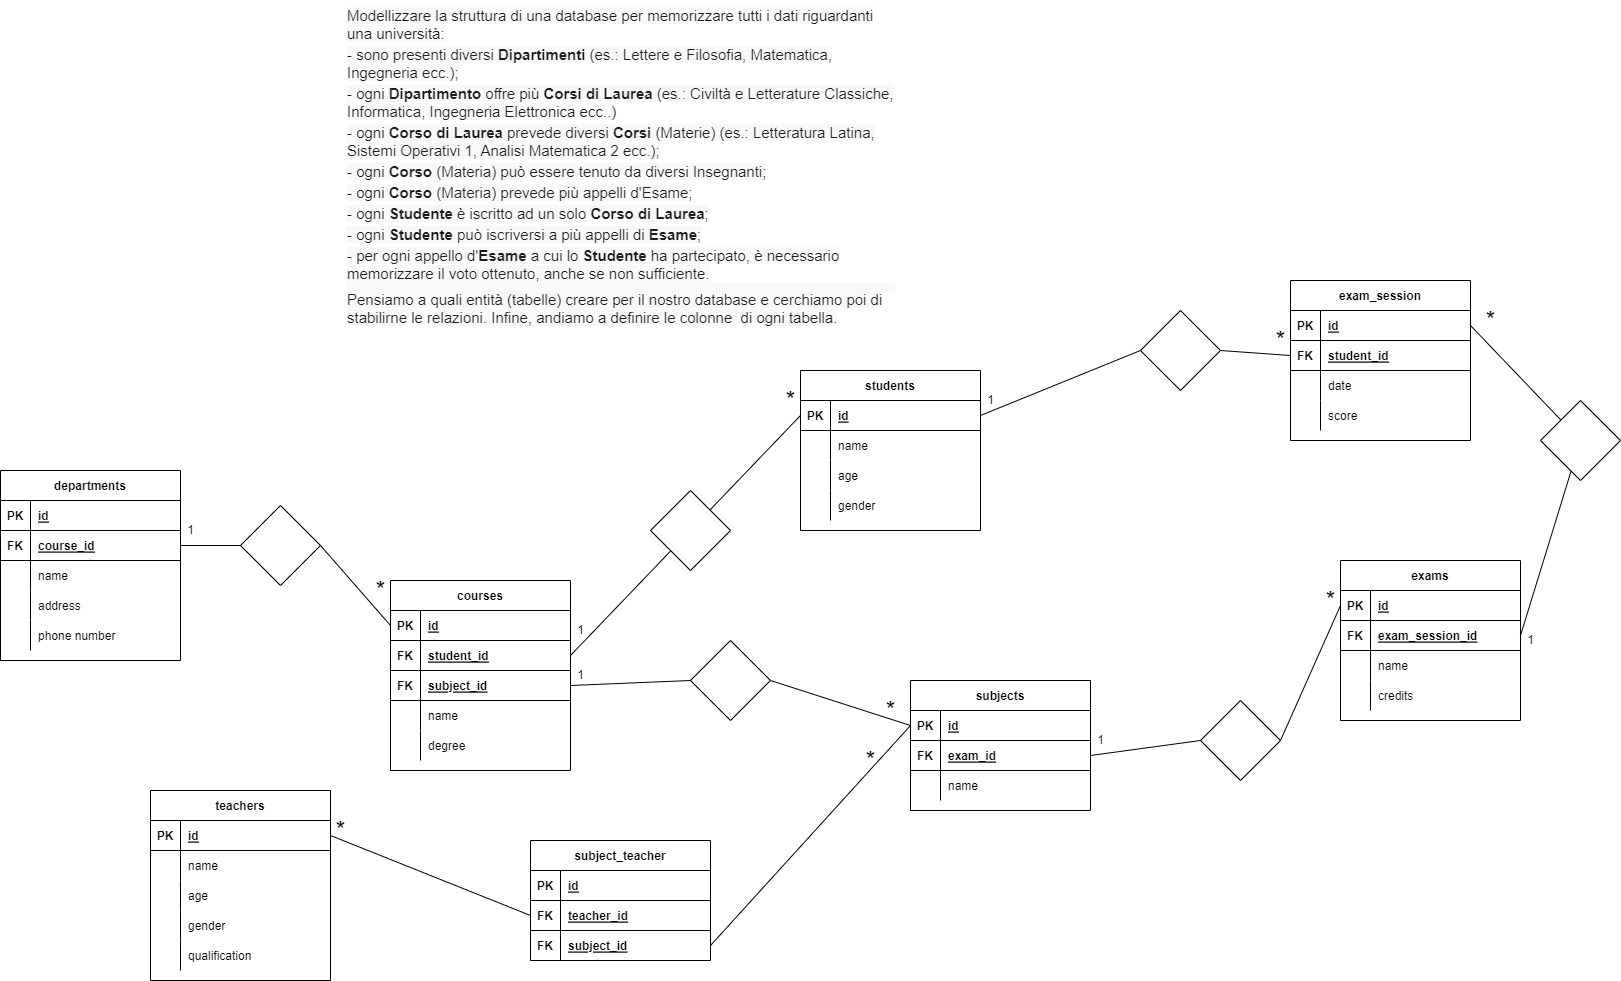 Modellizzare la struttura di una database per memorizzare tutti i dati riguardanti
una università:
- sono presenti diversi Dipartimenti (es.: Lettere e Filosofia, Matematica,
Ingegneria ecc.);
- ogni Dipartimento offre più Corsi di Laurea (es.: Civiltà e Letterature Classiche,
Informatica, Ingegneria Elettronica ecc..)
- ogni Corso di Laurea prevede diversi Corsi (Materie) (es.: Letteratura Latina,
Sistemi Operativi 1, Analisi Matematica 2 ecc.);
- ogni Corso (Materia) può essere tenuto da diversi Insegnanti;
- ogni Corso (Materia) prevede più appelli d'Esame;
- ogni Studente è iscritto ad un solo Corso di Laurea;
- ogni Studente può iscriversi a più appelli di Esame;
- per ogni appello d'Esame a cui lo Studente ha partecipato, è necessario
memorizzare il voto ottenuto, anche se non sufficiente.
Pensiamo a quali entità (tabelle) creare per il nostro database e cerchiamo poi di
stabilirne le relazioni. Infine, andiamo a definire le colonne  di ogni tabella.
exam_session
PK id
FK student_id
date
score
*
*
students
PK id
name
age
gender
*
1
departments
PK id
FK course_id
name
address
phone number
1
courses
PK id
FK student_id
FK subject_id
name
degree
*
1
1
exams
PK id
FK exam_session_id
name
credits
*
1
subjects
PK id
FK exam_id
name
*
*
1
teachers
PK id
name
age
gender
qualification
*
subject_teacher
PK id
FK teacher_id
FK subject_id